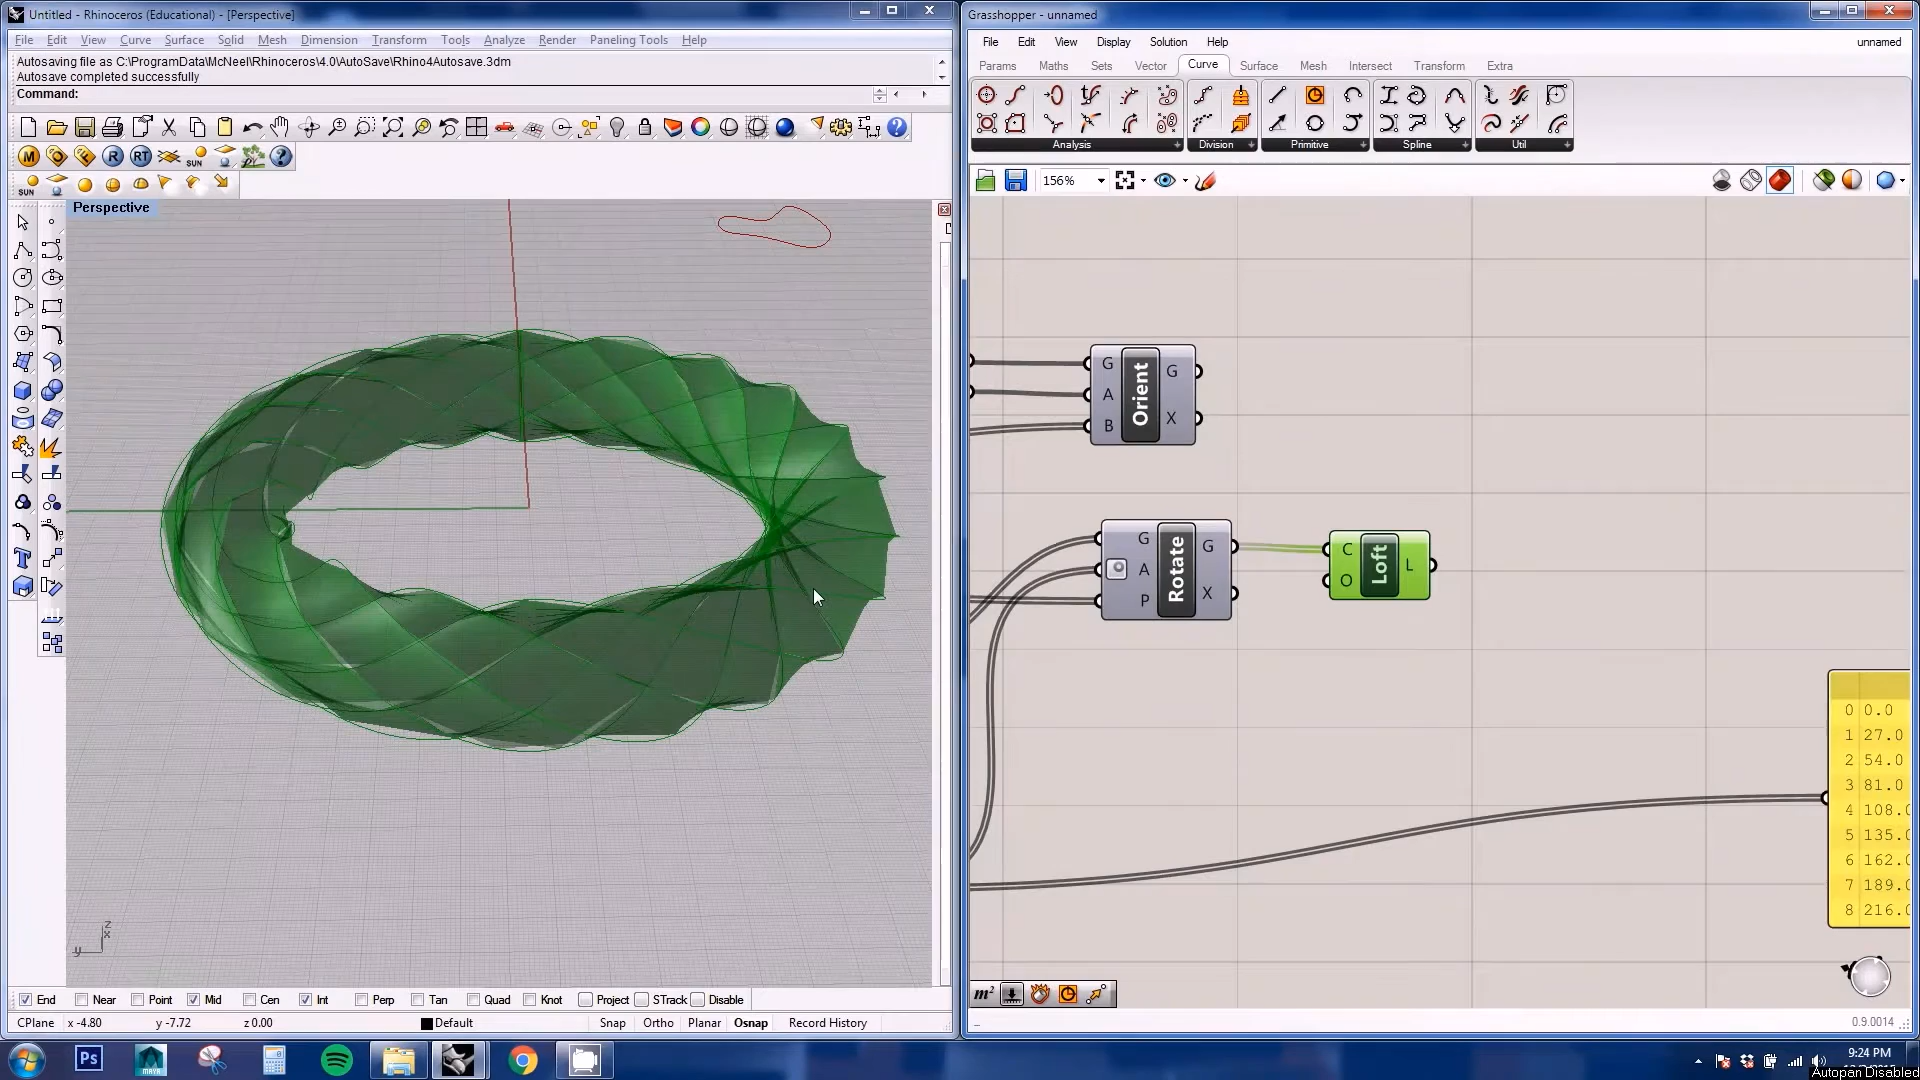 Untitled - Rhinoceros (Educational) - [Perspective]
File Edit View Curve Surface Solid Mesh Dimension Transform Tools Analyze Render Paneling Tools Help
Autosaving file as C:\ProgramData\McNeel\Rhinoceros\4.0\AutoSave\Rhino4Autosave.3dm
Autosave completed successfully
Command:
M R RT SUN
SUN
Perspective
z
x
y
End Near Point Mid Cen Int Perp Tan Quad Knot Project STrack Disable
CPlane x -4.80 y -7.72 z 0.00 Default Snap Ortho Planar Osnap Record History
Grasshopper - unnamed
File Edit View Display Solution Help unnamed
Params Maths Sets Vector Curve Surface Mesh Intersect Transform Extra
Analysis Division Primitive Spline Util
156%
G A B Orient G X
G A P Rotate G X
C O Loft L
0 0.0
1 27.0
2 54.0
3 81.0
4 108.
5 135.0
6 162.0
7 189.0
8 216.0
m²
0.9.0014
Ps MAYA 9:24 PM
Autopan Disabled